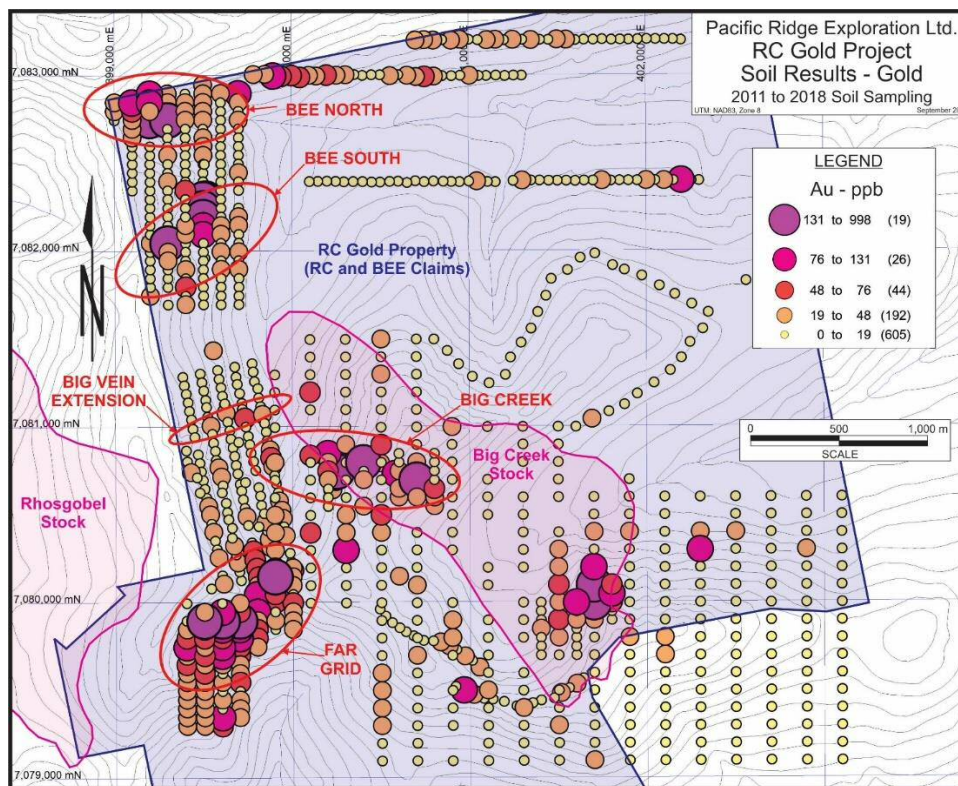 Pacific Ridge Exploration Ltd.
RC Gold Project
Soil Results - Gold
2011 to 2018 Soil Sampling
UTM: NAD83, Zone 8
7,083,000 mN
402,000 mE
BEE NORTH
BEE SOUTH
LEGEND
Au - ppb
131 to 998 (19)
76 to 131 (26)
48 to 76 (44)
19 to 48 (192)
0 to 19 (605)
7,082,000 mN
RC Gold Property
(RC and BEE Claims)
N
BIG VEIN
EXTENSION
BIG CREEK
7,081,000 mN
0
500
1,000 m
SCALE
Big Creek
Stock
Rhosgobel
Stock
7,080,000 mN
FAR
GRID
7,079,000 mN